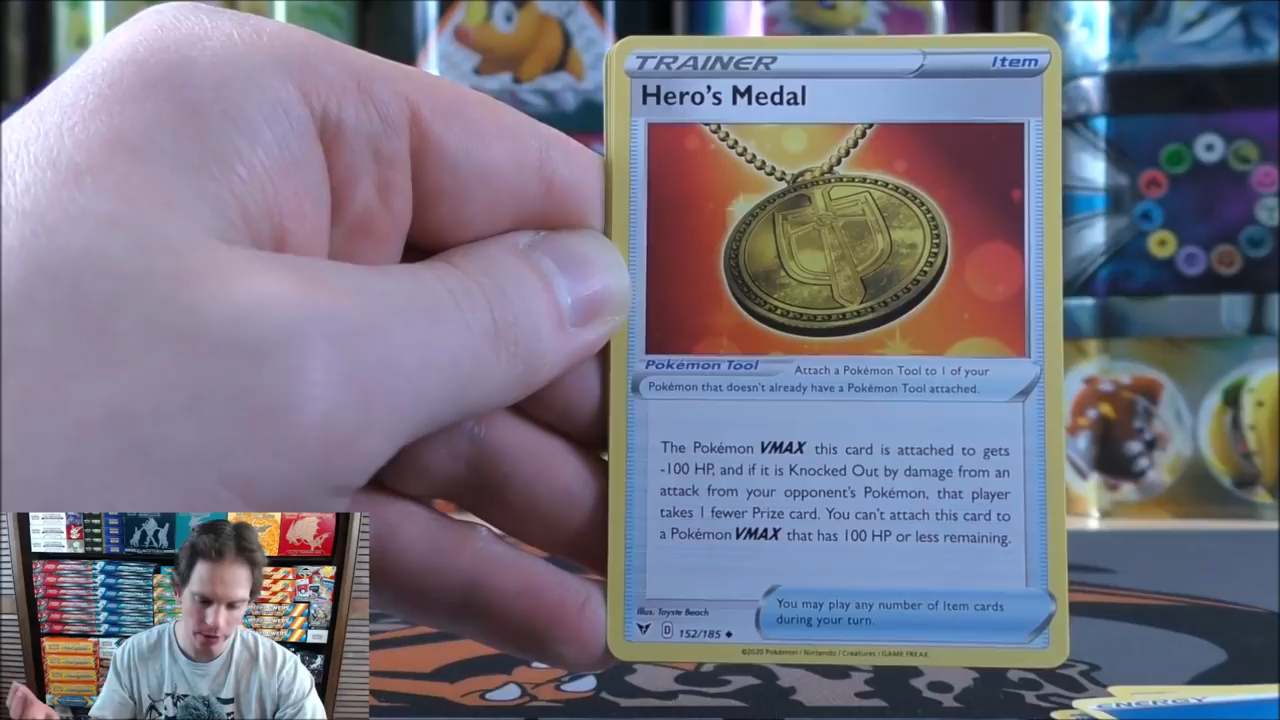 TRAINER Item
Hero's Medal
Pokémon Tool Attach a Pokémon Tool to 1 of your
Pokémon that doesn't already have a Pokémon Tool attached.
The Pokémon VMAX this card is attached to gets
-100 HP, and if it is Knocked Out by damage from an
attack from your opponent's Pokémon, that player
takes 1 fewer Prize card. You can't attach this card to
a Pokémon VMAX that has 100 HP or less remaining.
You may play any number of Item cards
during your turn.
Illus. Toyste Beach
D 152/185
©2020 Pokémon / Nintendo / Creatures / GAME FREAK
ENERGY